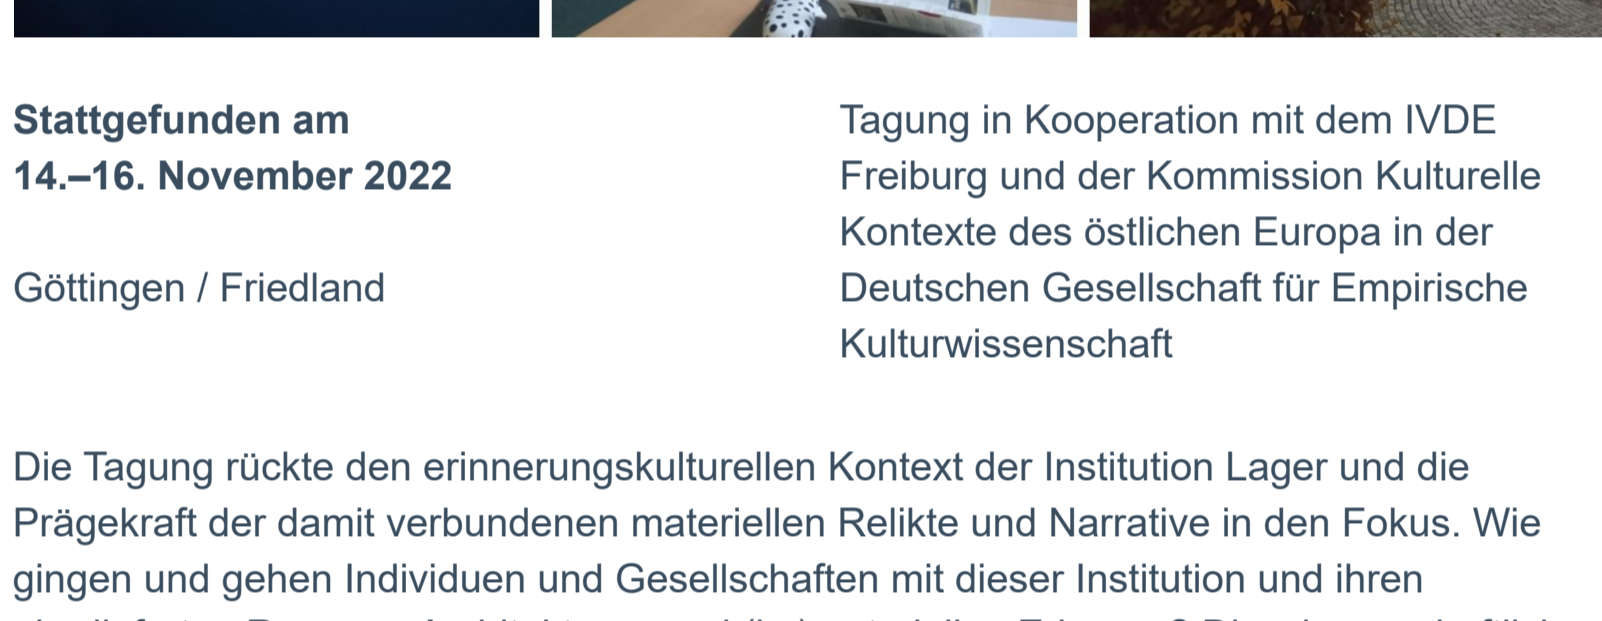 Stattgefunden am
14.–16. November 2022
Göttingen / Friedland
Tagung in Kooperation mit dem IVDE
Freiburg und der Kommission Kulturelle
Kontexte des östlichen Europa in der
Deutschen Gesellschaft für Empirische
Kulturwissenschaft
Die Tagung rückte den erinnerungskulturellen Kontext der Institution Lager und die
Prägekraft der damit verbundenen materiellen Relikte und Narrative in den Fokus. Wie
gingen und gehen Individuen und Gesellschaften mit dieser Institution und ihren